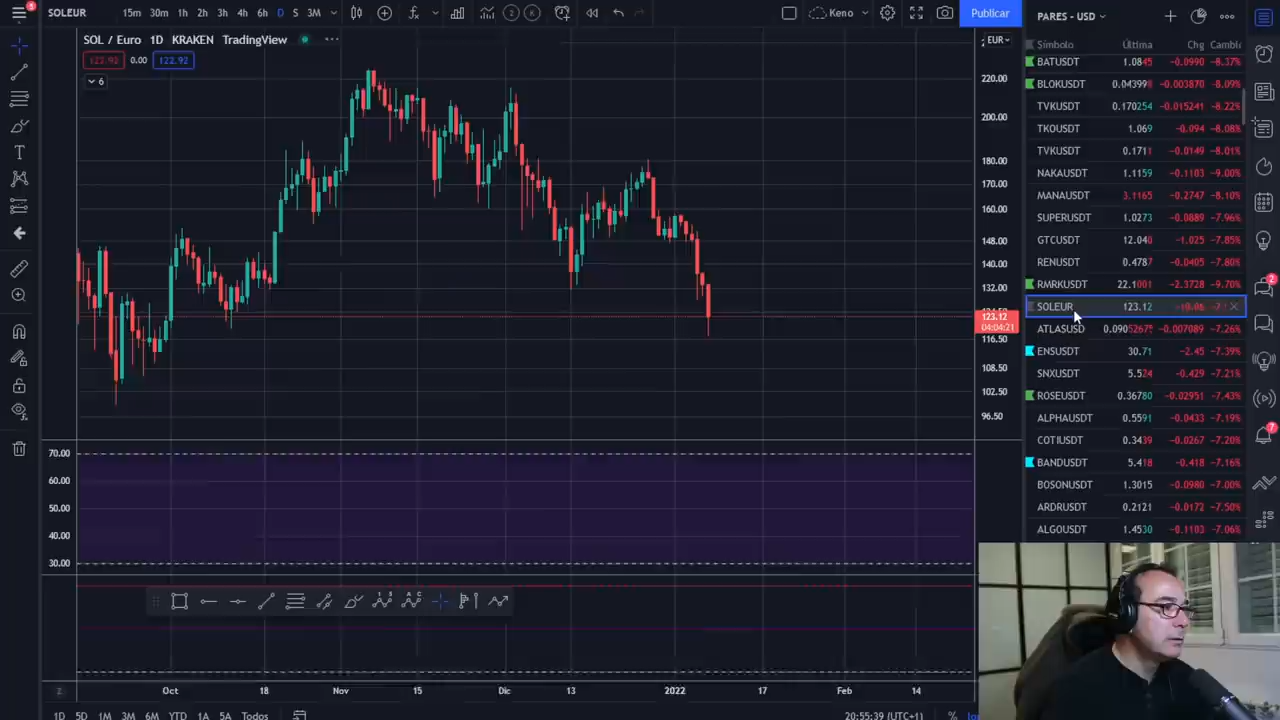 SOLEUR 15m 30m 1h 2h 3h 4h 6h D S 3M Keno Publicar
PARES - USD
SOL / Euro 1D KRAKEN TradingView
122.92 0.00 122.92
6
EUR
220.00
200.00
180.00
170.00
160.00
148.00
140.00
132.00
123.12
04:04:21
116.50
108.50
102.50
96.50
70.00
60.00
50.00
40.00
30.00
Oct 18 Nov 15 Dic 13 2022 17 Feb 14
1D 5D 1M 3M 6M YTD 1A 5A Todos 20:55:39 (UTC+1) %
Símbolo Última Chg Cambio
BATUSDT 1.0845 -0.0990 -8.37%
BLOKUSDT 0.04399 -0.003870 -8.09%
TVKUSDT 0.170254 -0.015241 -8.22%
TKOUSDT 1.069 -0.094 -8.08%
TVKUSDT 0.1711 -0.0149 -8.01%
NAKAUSDT 1.1159 -0.1103 -9.00%
MANAUSDT 3.1165 -0.2747 -8.10%
SUPERUSDT 1.0273 -0.0889 -7.96%
GTCUSDT 12.040 -1.025 -7.85%
RENUSDT 0.4787 -0.0405 -7.80%
RMRKUSDT 22.1001 -2.3728 -9.70%
SOLEUR 123.12
ATLASUSD -0.007089 -7.26%
ENSUSDT 30.71 -2.45 -7.39%
SNXUSDT 5.524 -0.429 -7.21%
ROSEUSDT 0.36780 -0.02951 -7.43%
ALPHAUSDT 0.5591 -0.0433 -7.19%
COTIUSDT 0.3439 -0.0267 -7.20%
BANDUSDT 5.418 -0.418 -7.16%
BOSONUSDT 1.3015 -0.0980 -7.00%
ARDRUSDT 0.2121 -0.0172 -7.50%
ALGOUSDT 1.4530 -0.1103 -7.06%
2
7